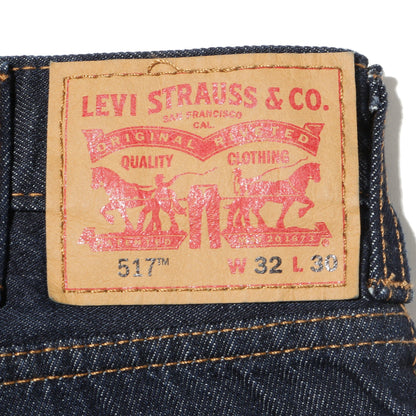 LEVI STRAUSS & CO.
SAN FRANCISCO
CAL.
ORIGINAL RIVETED
QUALITY CLOTHING
517™ W 32 L 30